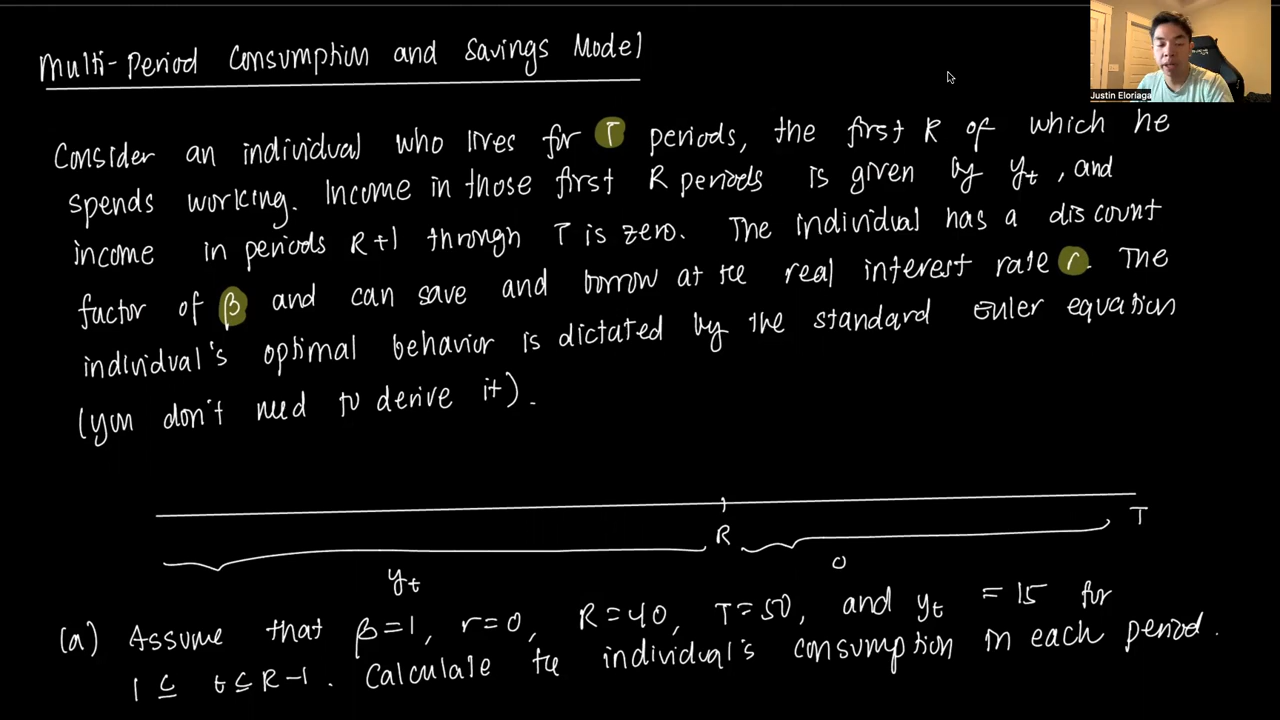 Multi-Period Consumption and Savings Model
Justin Eloriaga
Consider an individual who lives for T periods, the first R of which he
spends working. Income in those first R periods is given by yₜ, and
income in periods R+1 through T is zero. The individual has a discount
factor of β and can save and borrow at the real interest rate r. The
individual's optimal behavior is dictated by the standard Euler equation
(you don't need to derive it).
R
T
yₜ
0
(a) Assume that β=1, r=0, R=40, T=50, and yₜ = 15 for
1 ≤ t ≤ R-1. Calculate the individual's consumption in each period.